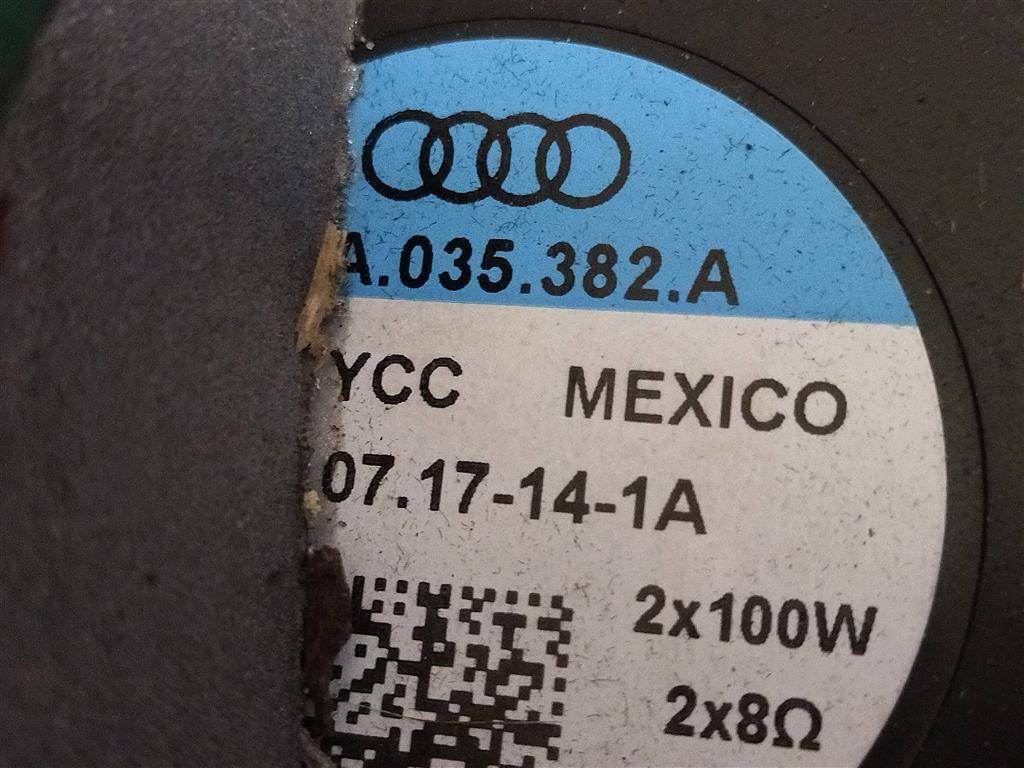 A.035.382.A
YCC MEXICO
07.17-14-1A
2x100W
2x8Ω